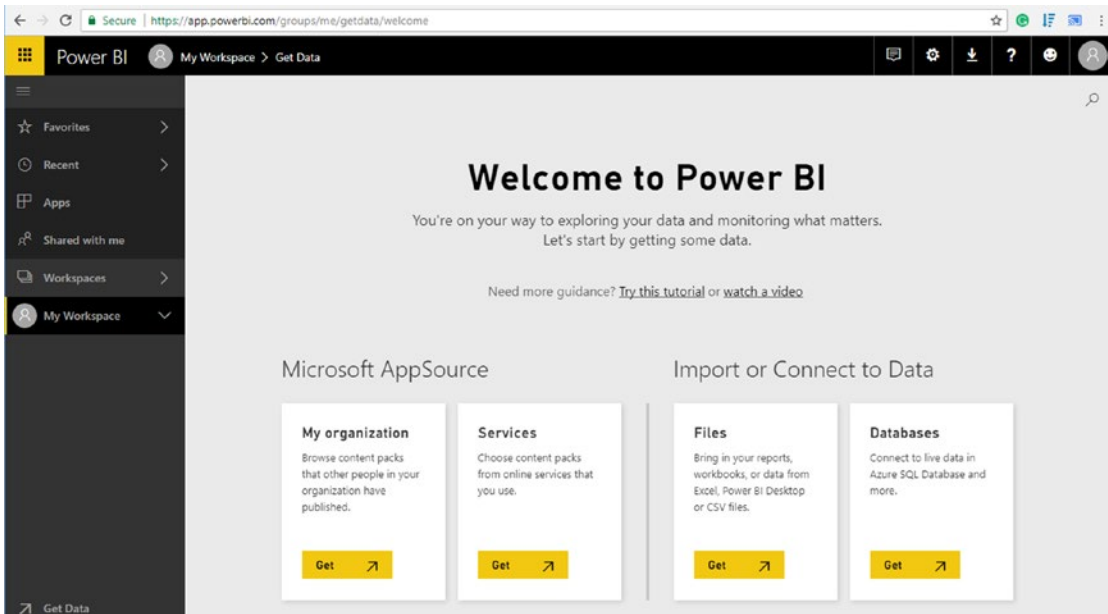 Secure | https://app.powerbi.com/groups/me/getdata/welcome
Power BI My Workspace > Get Data ?
Favorites
Recent
Apps
Shared with me
Workspaces
My Workspace
Get Data
Welcome to Power BI
You're on your way to exploring your data and monitoring what matters.
Let's start by getting some data.
Need more guidance? Try this tutorial or watch a video
Microsoft AppSource
My organization
Browse content packs
that other people in your
organization have
published.
Get
Services
Choose content packs
from online services that
you use.
Get
Import or Connect to Data
Files
Bring in your reports,
workbooks, or data from
Excel, Power BI Desktop
or CSV files.
Get
Databases
Connect to live data in
Azure SQL Database and
more.
Get